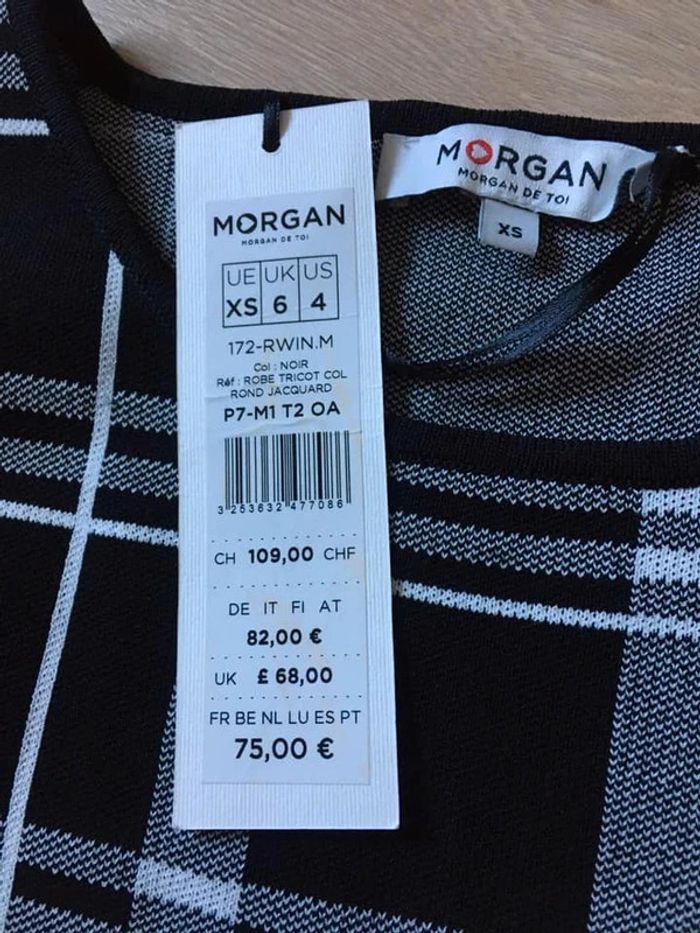 MORGAN
MORGAN DE TOI
XS
MORGAN
MORGAN DE TOI
UE UK US
XS 6 4
172-RWIN.M
Col : NOIR
Réf : ROBE TRICOT COL
ROND JACQUARD
P7-M1 T2 OA
3 253632 477086
CH 109,00 CHF
DE IT FI AT
82,00 €
UK £ 68,00
FR BE NL LU ES PT
75,00 €